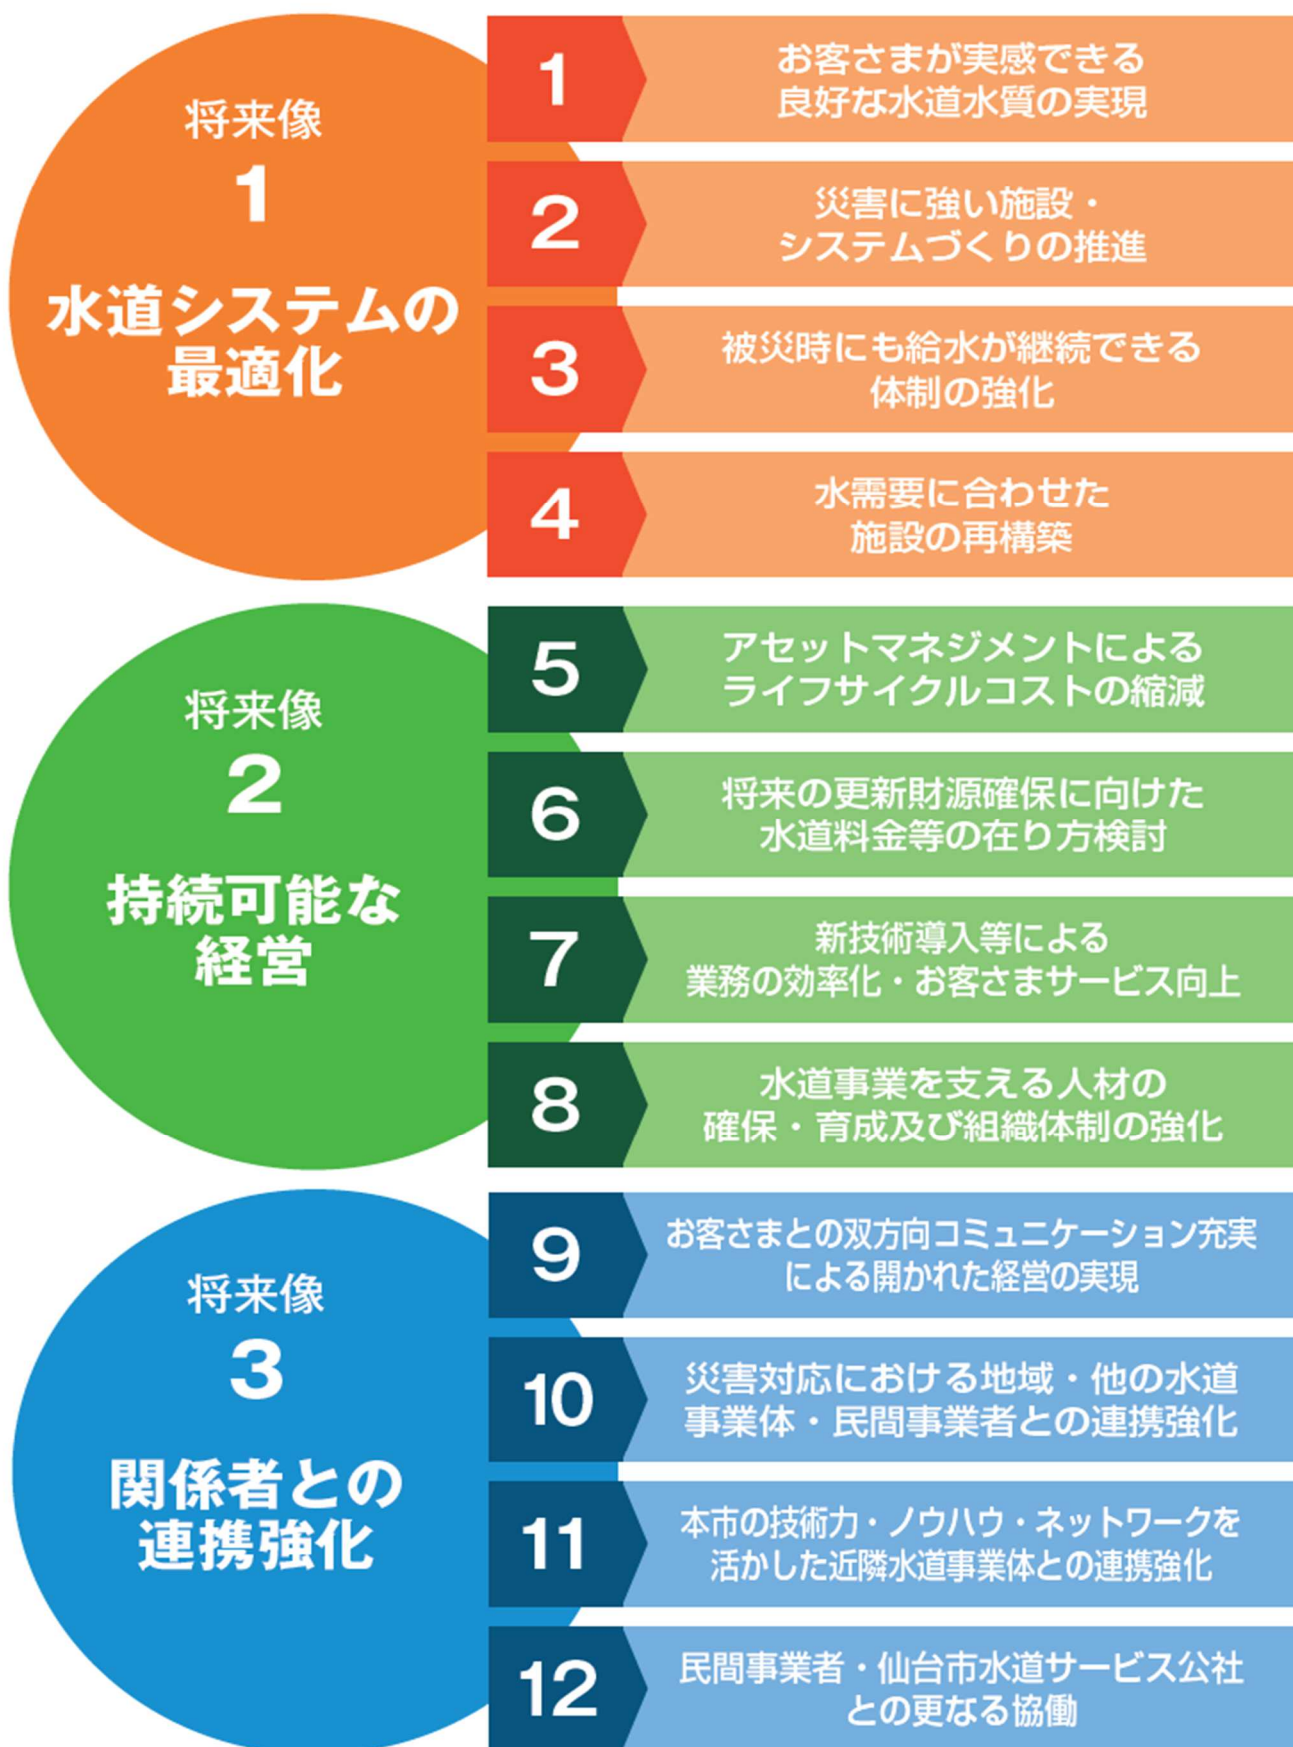 将来像
1
水道システムの
最適化
1
お客さまが実感できる
良好な水道水質の実現
2
災害に強い施設・
システムづくりの推進
3
被災時にも給水が継続できる
体制の強化
4
水需要に合わせた
施設の再構築
将来像
2
持続可能な
経営
5
アセットマネジメントによる
ライフサイクルコストの縮減
6
将来の更新財源確保に向けた
水道料金等の在り方検討
7
新技術導入等による
業務の効率化・お客さまサービス向上
8
水道事業を支える人材の
確保・育成及び組織体制の強化
将来像
3
関係者との
連携強化
9
お客さまとの双方向コミュニケーション充実
による開かれた経営の実現
10
災害対応における地域・他の水道
事業体・民間事業者との連携強化
11
本市の技術力・ノウハウ・ネットワークを
活かした近隣水道事業体との連携強化
12
民間事業者・仙台市水道サービス公社
との更なる協働